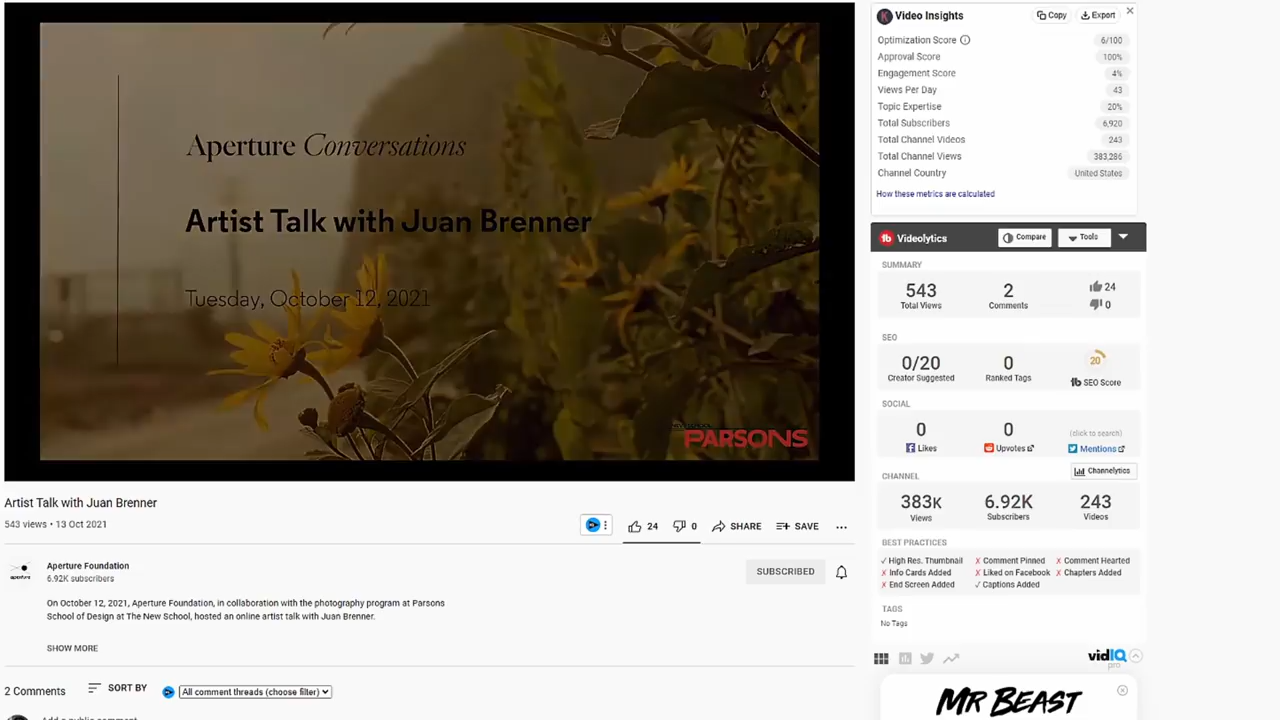 Aperture Conversations
Artist Talk with Juan Brenner
Tuesday, October 12, 2021
PARSONS
Artist Talk with Juan Brenner
543 views • 13 Oct 2021
24
0
SHARE
SAVE
Aperture Foundation
6.92K subscribers
SUBSCRIBED
On October 12, 2021, Aperture Foundation, in collaboration with the photography program at Parsons
School of Design at The New School, hosted an online artist talk with Juan Brenner.
SHOW MORE
2 Comments
SORT BY
All comment threads (choose filter)
Add a public comment
Video Insights
Copy
Export
Optimization Score 6/100
Approval Score 100%
Engagement Score 4%
Views Per Day 43
Topic Expertise 20%
Total Subscribers 6,920
Total Channel Videos 243
Total Channel Views 383,286
Channel Country United States
How these metrics are calculated
tb Videolytics
Compare
Tools
SUMMARY
543 2 24
Total Views Comments 0
SEO
0/20 0 20
Creator Suggested Ranked Tags tb SEO Score
SOCIAL
0 0 (click to search)
Likes Upvotes Mentions
CHANNEL
Channelytics
383K 6.92K 243
Views Subscribers Videos
BEST PRACTICES
✓ High Res. Thumbnail ✗ Comment Pinned ✗ Comment Hearted
✗ Info Cards Added ✗ Liked on Facebook ✗ Chapters Added
✗ End Screen Added ✓ Captions Added
TAGS
No Tags
vidIQ
pro
MR BEAST